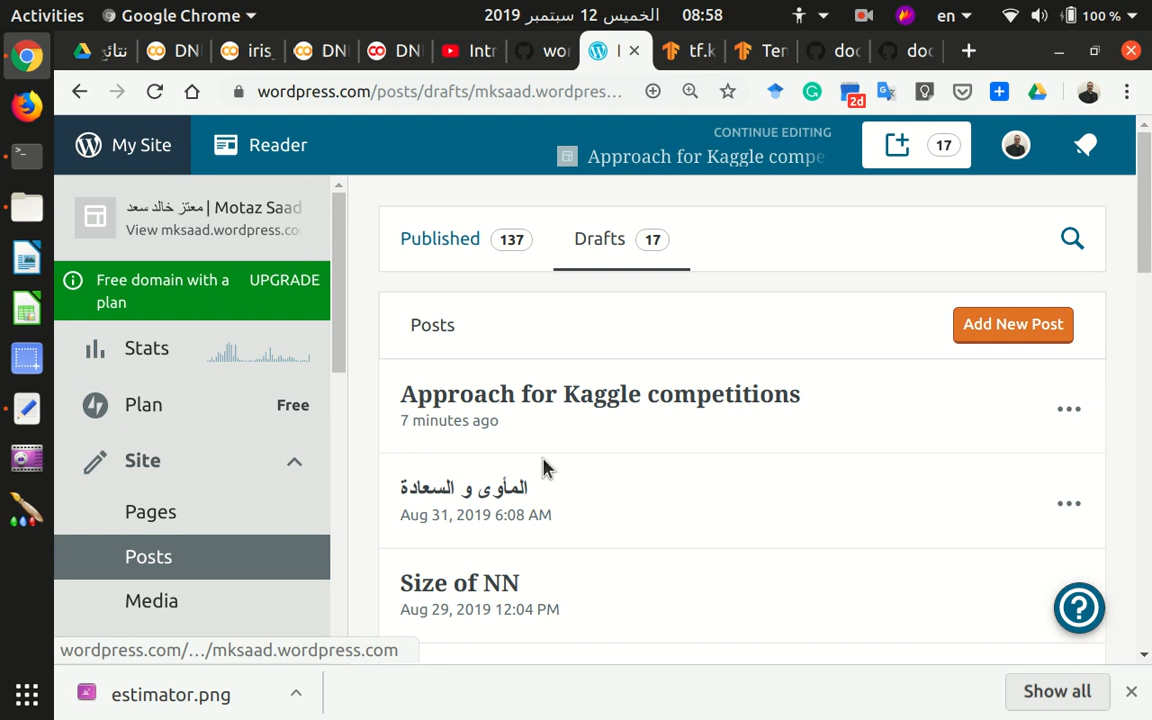 Activities Google Chrome الخميس 12 سبتمبر 2019 08:58 en 100 %
نتائج DN iris_ DN DN Intr wor tf.k Ter doc doc
wordpress.com/posts/drafts/mksaad.wordpres... 2d
My Site Reader CONTINUE EDITING
Approach for Kaggle compe 17
معتز خالد سعد | Motaz Saad
View mksaad.wordpress.co
Free domain with a plan UPGRADE
Stats
Plan Free
Site
Pages
Posts
Media
Published 137 Drafts 17
Posts Add New Post
Approach for Kaggle competitions
7 minutes ago
المأوى و السعادة
Aug 31, 2019 6:08 AM
Size of NN
Aug 29, 2019 12:04 PM
wordpress.com/.../mksaad.wordpress.com
estimator.png Show all